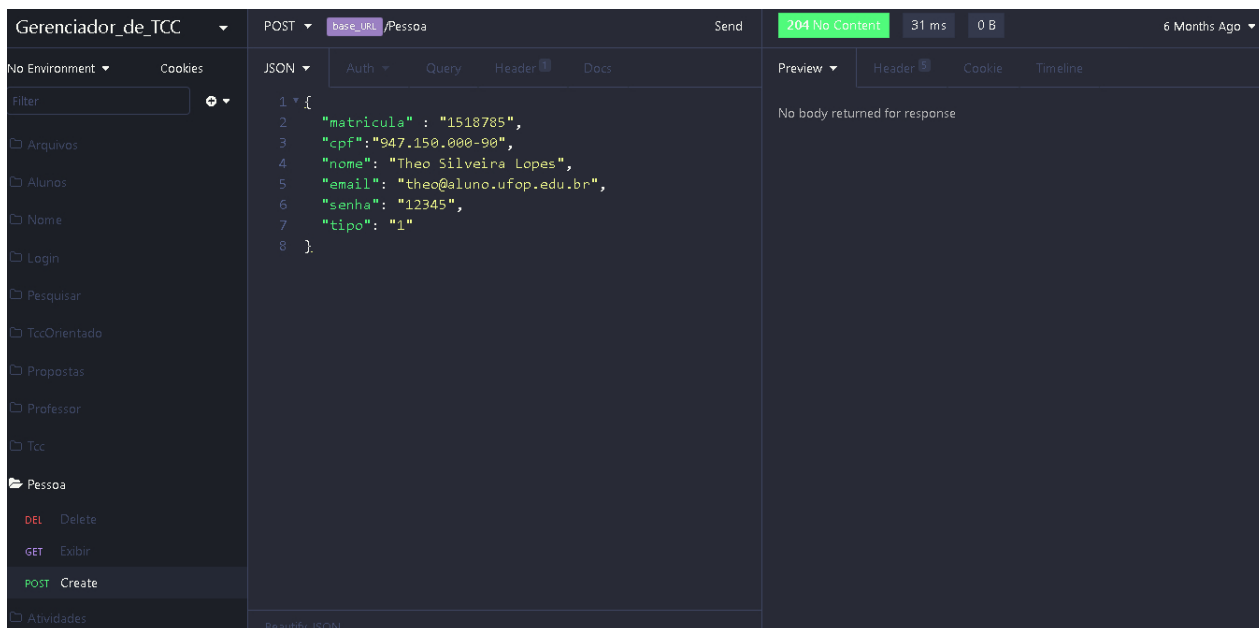 Gerenciador_de_TCC
No Environment Cookies
Filter
Arquivos
Alunos
Nome
Login
Pesquisar
TccOrientado
Propostas
Professor
Tcc
Pessoa
DEL Delete
GET Exibir
POST Create
Atividades
POST base_URL /Pessoa Send
JSON Auth Query Header 1 Docs
1 {
2 "matricula" : "1518785",
3 "cpf":"947.150.000-90",
4 "nome": "Theo Silveira Lopes",
5 "email": "theo@aluno.ufop.edu.br",
6 "senha": "12345",
7 "tipo": "1"
8 }
Beautify JSON
204 No Content 31 ms 0 B 6 Months Ago
Preview Header 5 Cookie Timeline
No body returned for response